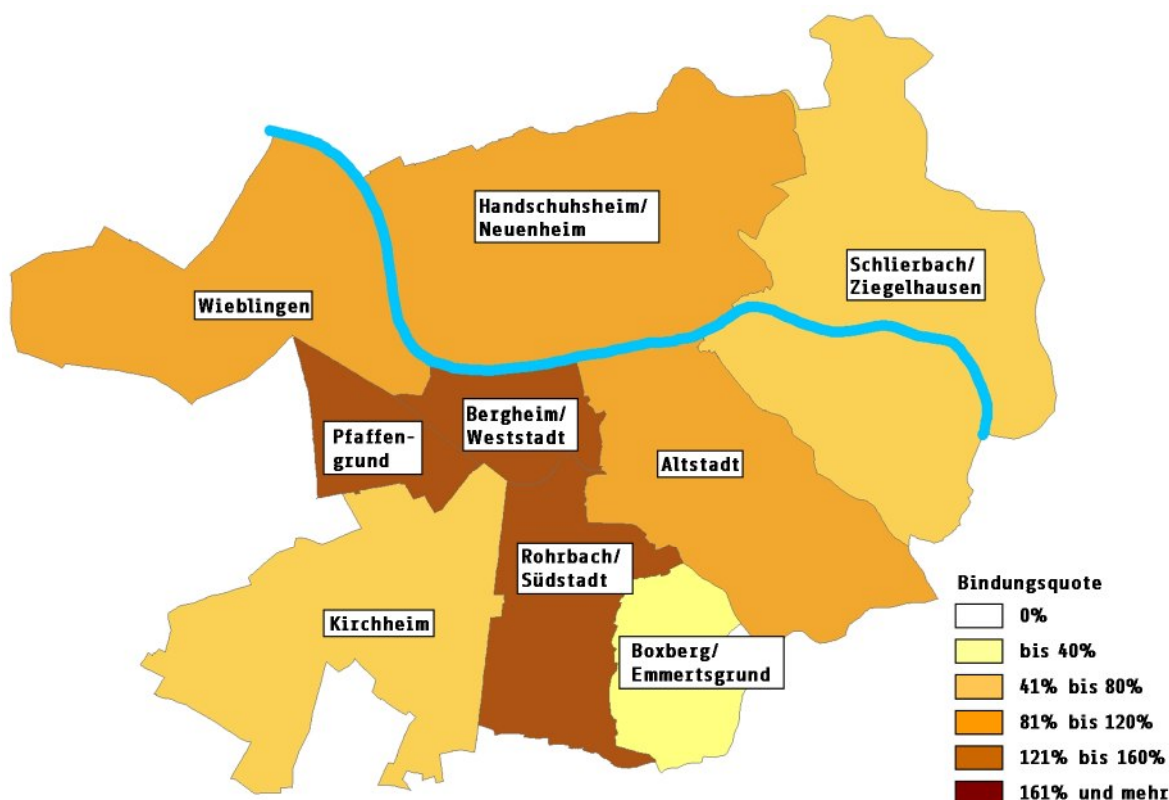 Handschuhsheim/
Neuenheim
Schlierbach/
Ziegelhausen
Wieblingen
Bergheim/
Weststadt
Pfaffen-
grund
Altstadt
Rohrbach/
Südstadt
Kirchheim
Boxberg/
Emmertsgrund
Bindungsquote
0%
bis 40%
41% bis 80%
81% bis 120%
121% bis 160%
161% und mehr